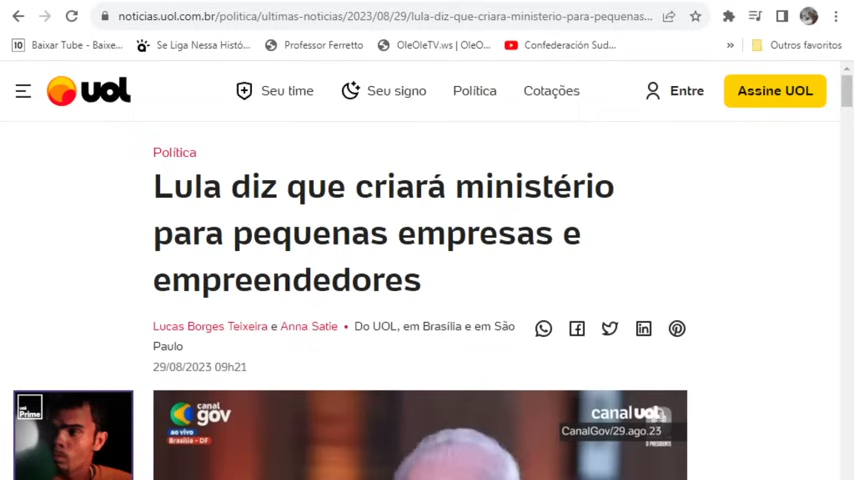 noticias.uol.com.br/politica/ultimas-noticias/2023/08/29/lula-diz-que-criara-ministerio-para-pequenas...
10 Baixar Tube - Baixe... Se Liga Nessa Histó... Professor Ferretto OleOleTV.ws | OleO... Confederación Sud... » Outros favoritos
uol Seu time Seu signo Política Cotações Entre Assine UOL
Política
Lula diz que criará ministério
para pequenas empresas e
empreendedores
Lucas Borges Teixeira e Anna Satie • Do UOL, em Brasília e em São
Paulo
29/08/2023 09h21
uol Prime
canal gov
ao vivo
Brasília - DF
canal uol
CanalGov/29.ago.23
O PRESIDENTE